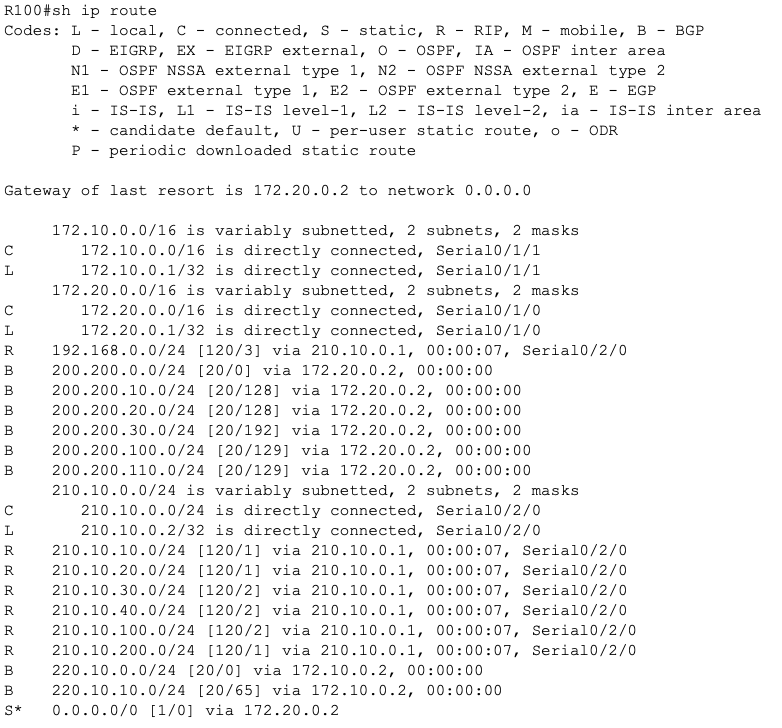 R100#sh ip route
Codes: L - local, C - connected, S - static, R - RIP, M - mobile, B - BGP
       D - EIGRP, EX - EIGRP external, O - OSPF, IA - OSPF inter area
       N1 - OSPF NSSA external type 1, N2 - OSPF NSSA external type 2
       E1 - OSPF external type 1, E2 - OSPF external type 2, E - EGP
       i - IS-IS, L1 - IS-IS level-1, L2 - IS-IS level-2, ia - IS-IS inter area
       * - candidate default, U - per-user static route, o - ODR
       P - periodic downloaded static route

Gateway of last resort is 172.20.0.2 to network 0.0.0.0

     172.10.0.0/16 is variably subnetted, 2 subnets, 2 masks
C       172.10.0.0/16 is directly connected, Serial0/1/1
L       172.10.0.1/32 is directly connected, Serial0/1/1
     172.20.0.0/16 is variably subnetted, 2 subnets, 2 masks
C       172.20.0.0/16 is directly connected, Serial0/1/0
L       172.20.0.1/32 is directly connected, Serial0/1/0
R    192.168.0.0/24 [120/3] via 210.10.0.1, 00:00:07, Serial0/2/0
B    200.200.0.0/24 [20/0] via 172.20.0.2, 00:00:00
B    200.200.10.0/24 [20/128] via 172.20.0.2, 00:00:00
B    200.200.20.0/24 [20/128] via 172.20.0.2, 00:00:00
B    200.200.30.0/24 [20/192] via 172.20.0.2, 00:00:00
B    200.200.100.0/24 [20/129] via 172.20.0.2, 00:00:00
B    200.200.110.0/24 [20/129] via 172.20.0.2, 00:00:00
     210.10.0.0/24 is variably subnetted, 2 subnets, 2 masks
C       210.10.0.0/24 is directly connected, Serial0/2/0
L       210.10.0.2/32 is directly connected, Serial0/2/0
R    210.10.10.0/24 [120/1] via 210.10.0.1, 00:00:07, Serial0/2/0
R    210.10.20.0/24 [120/1] via 210.10.0.1, 00:00:07, Serial0/2/0
R    210.10.30.0/24 [120/2] via 210.10.0.1, 00:00:07, Serial0/2/0
R    210.10.40.0/24 [120/2] via 210.10.0.1, 00:00:07, Serial0/2/0
R    210.10.100.0/24 [120/2] via 210.10.0.1, 00:00:07, Serial0/2/0
R    210.10.200.0/24 [120/1] via 210.10.0.1, 00:00:07, Serial0/2/0
B    220.10.0.0/24 [20/0] via 172.10.0.2, 00:00:00
B    220.10.10.0/24 [20/65] via 172.10.0.2, 00:00:00
S*   0.0.0.0/0 [1/0] via 172.20.0.2